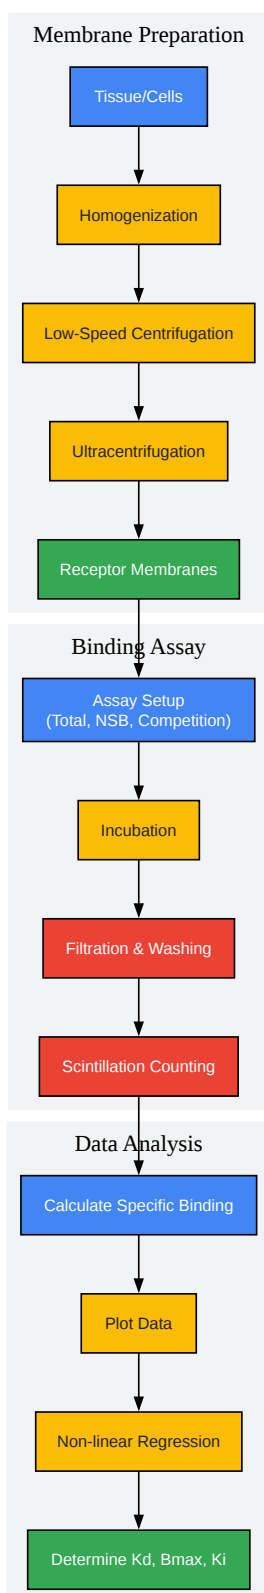 Membrane Preparation
Tissue/Cells
Homogenization
Low-Speed Centrifugation
Ultracentrifugation
Receptor Membranes
Binding Assay
Assay Setup
(Total, NSB, Competition)
Incubation
Filtration & Washing
Scintillation Counting
Data Analysis
Calculate Specific Binding
Plot Data
Non-linear Regression
Determine Kd, Bmax, Ki